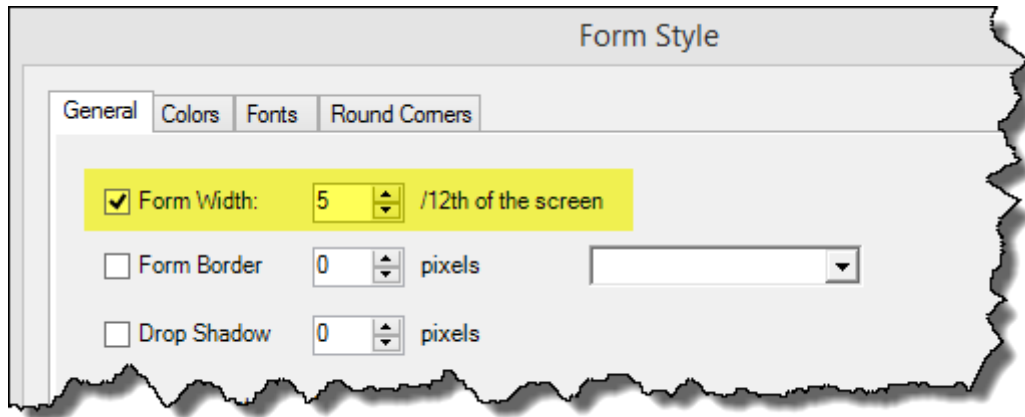 Form Style
General Colors Fonts Round Corners
Form Width: 5 /12th of the screen
Form Border 0 pixels
Drop Shadow 0 pixels